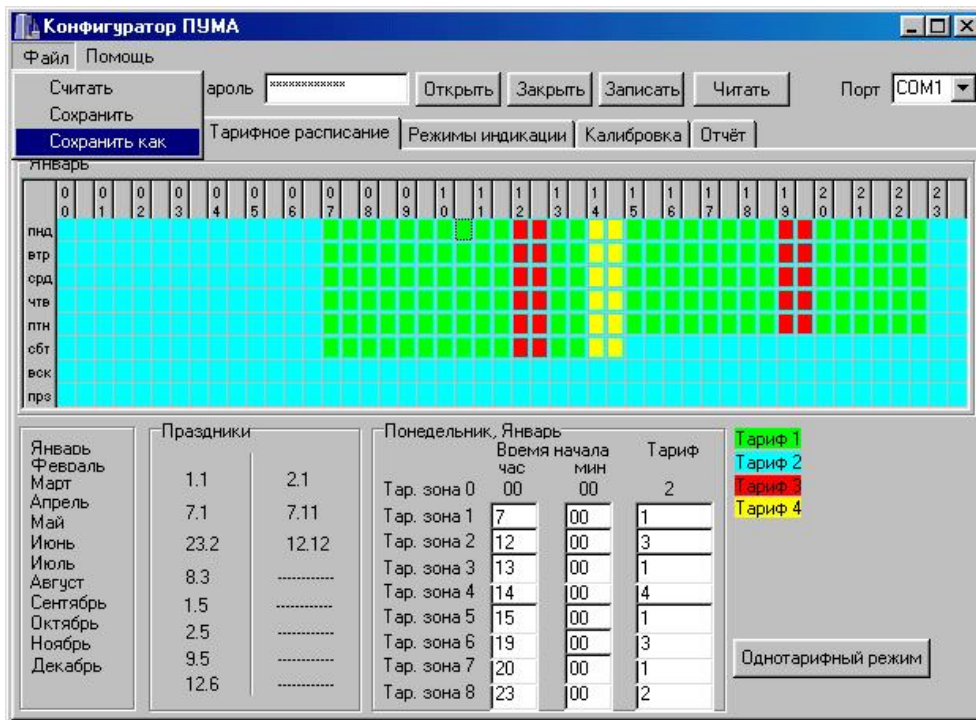 Конфигуратор ПУМА
Файл Помощь
Считать
Сохранить
Сохранить как
ароль ************ Открыть Закрыть Записать Читать Порт COM1
Тарифное расписание Режимы индикации Калибровка Отчёт
Январь
00 01 02 03 04 05 06 07 08 09 10 11 12 13 14 15 16 17 18 19 20 21 22 23
пнд
втр
срд
чтв
птн
сбт
вск
прз
Январь
Февраль
Март
Апрель
Май
Июнь
Июль
Август
Сентябрь
Октябрь
Ноябрь
Декабрь
Праздники
1.1 2.1
7.1 7.11
23.2 12.12
8.3 -----------
1.5 -----------
2.5 -----------
9.5 -----------
12.6 -----------
Понедельник, Январь
Время начала Тариф
час мин
Тар. зона 0 00 00 2
Тар. зона 1 7 00 1
Тар. зона 2 12 00 3
Тар. зона 3 13 00 1
Тар. зона 4 14 00 4
Тар. зона 5 15 00 1
Тар. зона 6 19 00 3
Тар. зона 7 20 00 1
Тар. зона 8 23 00 2
Тариф 1
Тариф 2
Тариф 3
Тариф 4
Однотарифный режим